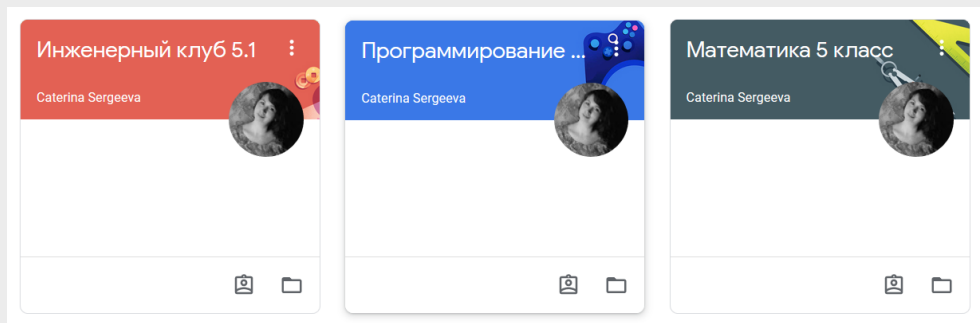 Инженерный клуб 5.1
Caterina Sergeeva
Программирование ...
Caterina Sergeeva
Математика 5 класс
Caterina Sergeeva